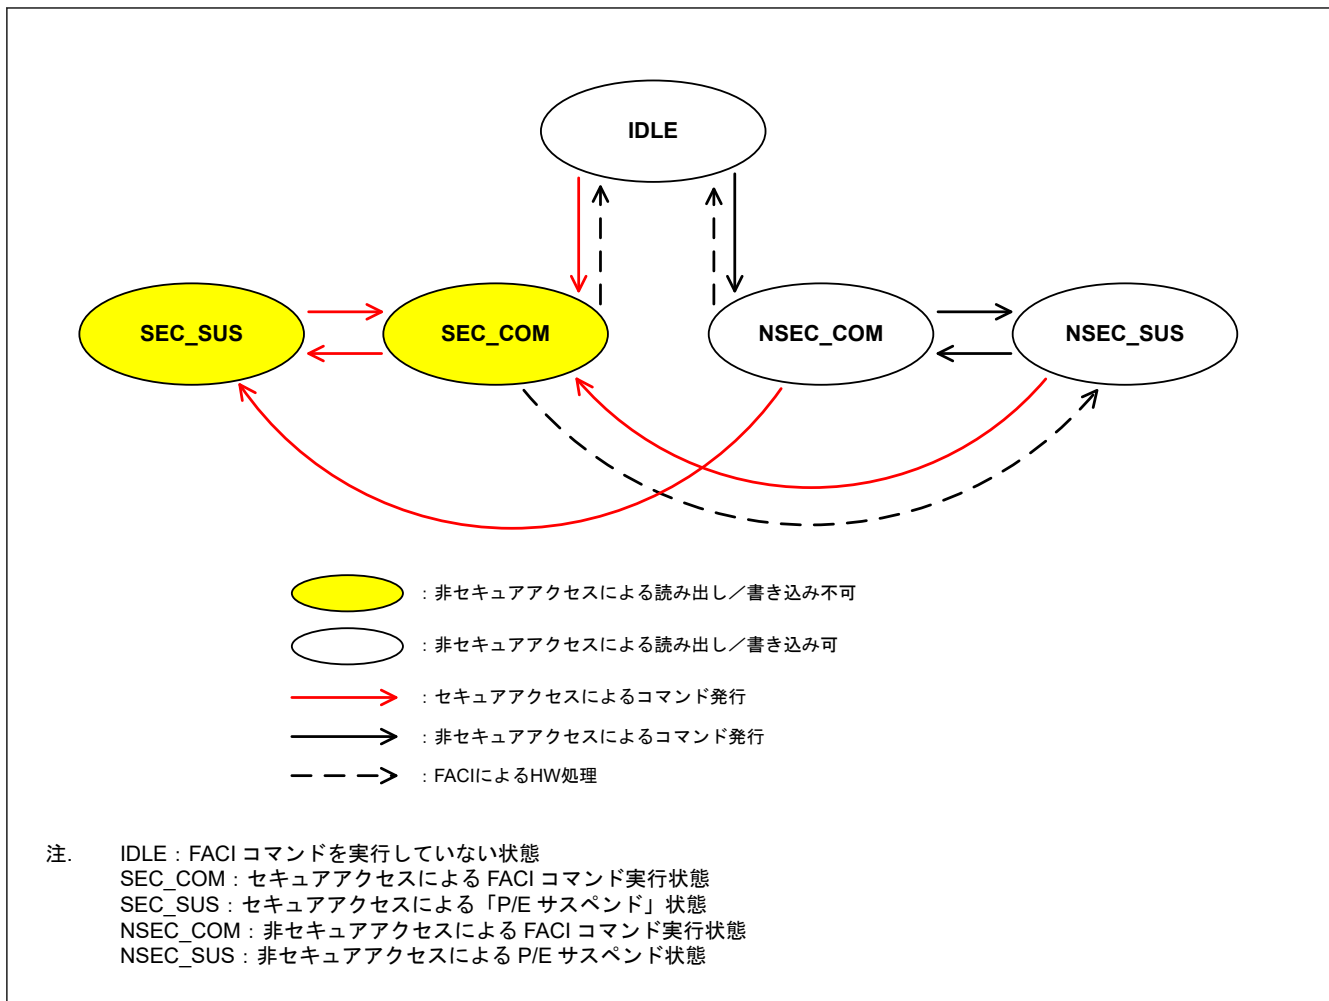 IDLE
SEC_SUS
SEC_COM
NSEC_COM
NSEC_SUS
：非セキュアアクセスによる読み出し／書き込み不可
：非セキュアアクセスによる読み出し／書き込み可
：セキュアアクセスによるコマンド発行
：非セキュアアクセスによるコマンド発行
：FACIによるHW処理
注. IDLE：FACI コマンドを実行していない状態
SEC_COM：セキュアアクセスによる FACI コマンド実行状態
SEC_SUS：セキュアアクセスによる「P/E サスペンド」状態
NSEC_COM：非セキュアアクセスによる FACI コマンド実行状態
NSEC_SUS：非セキュアアクセスによる P/E サスペンド状態